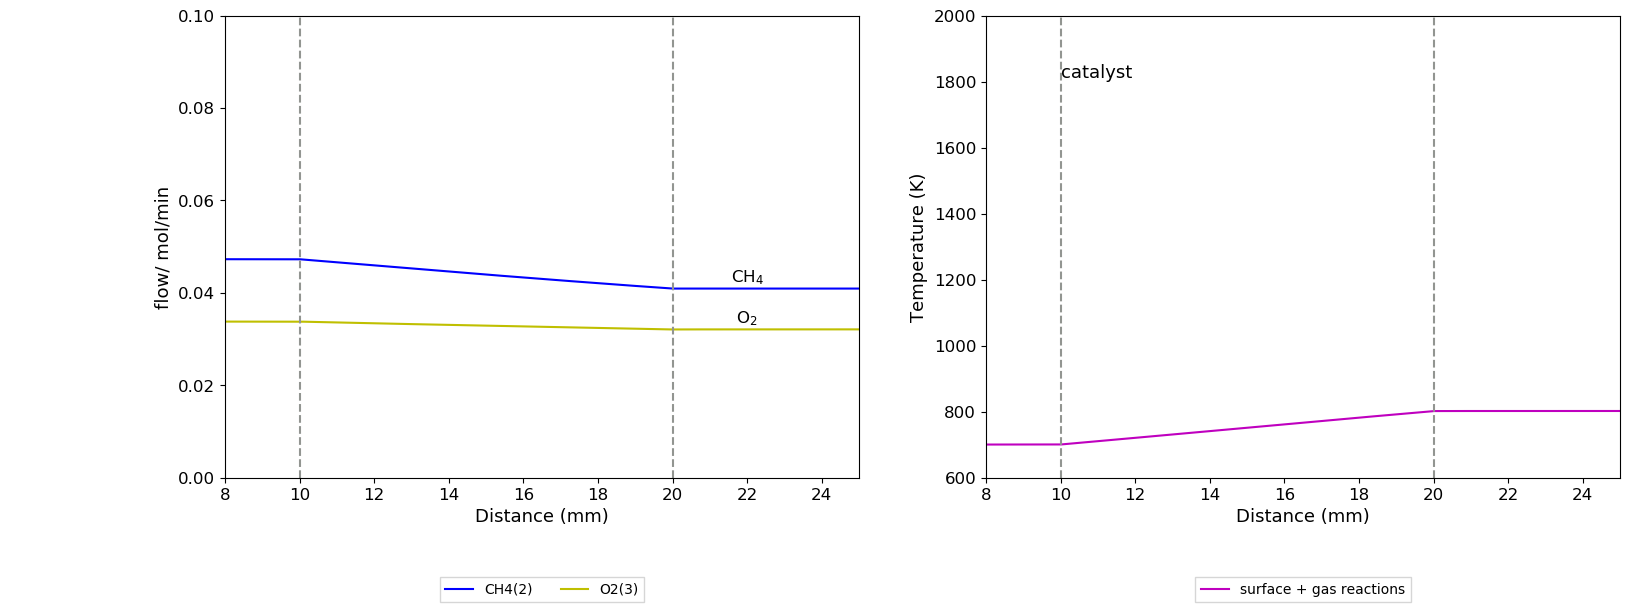 0.10
0.08
0.06
0.04
0.02
0.00
flow/ mol/min
CH4
O2
8 10 12 14 16 18 20 22 24
Distance (mm)
CH4(2) O2(3)
2000
1800
1600
1400
1200
1000
800
600
Temperature (K)
catalyst
8 10 12 14 16 18 20 22 24
Distance (mm)
surface + gas reactions